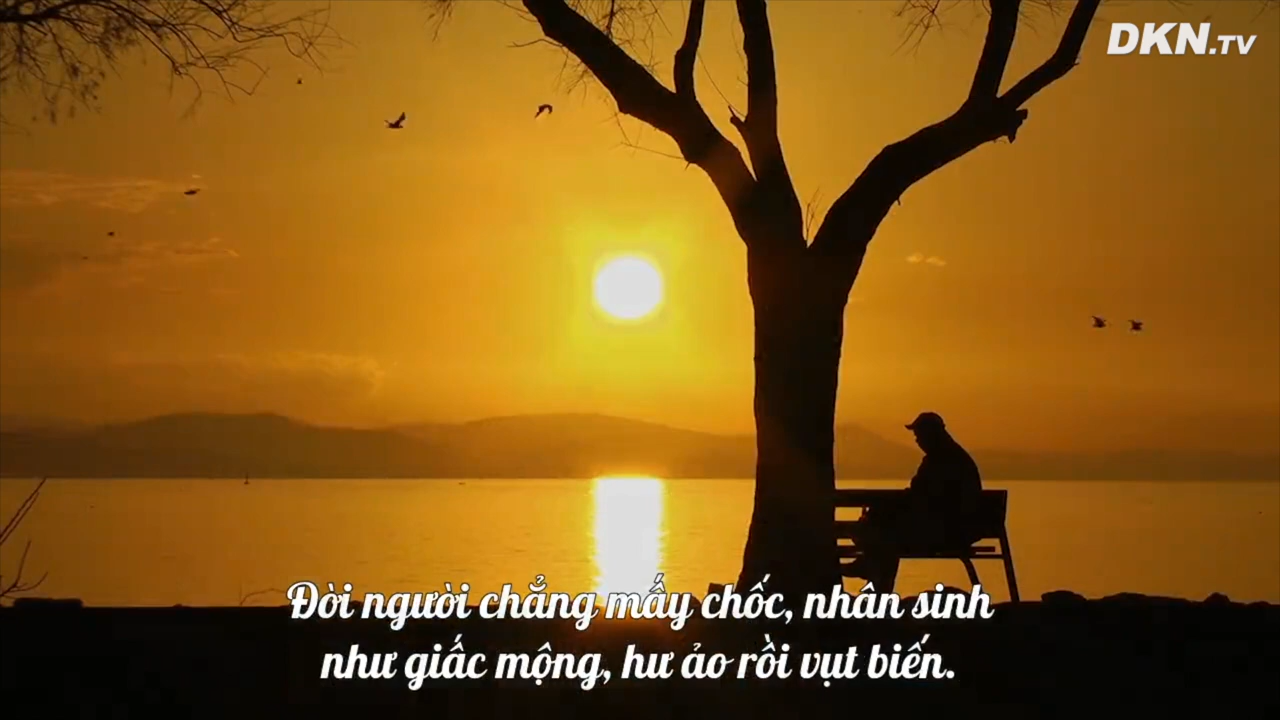 DKN.TV
Đời người chẳng mấy chốc, nhân sinh
như giấc mộng, hư ảo rồi vụt biến.